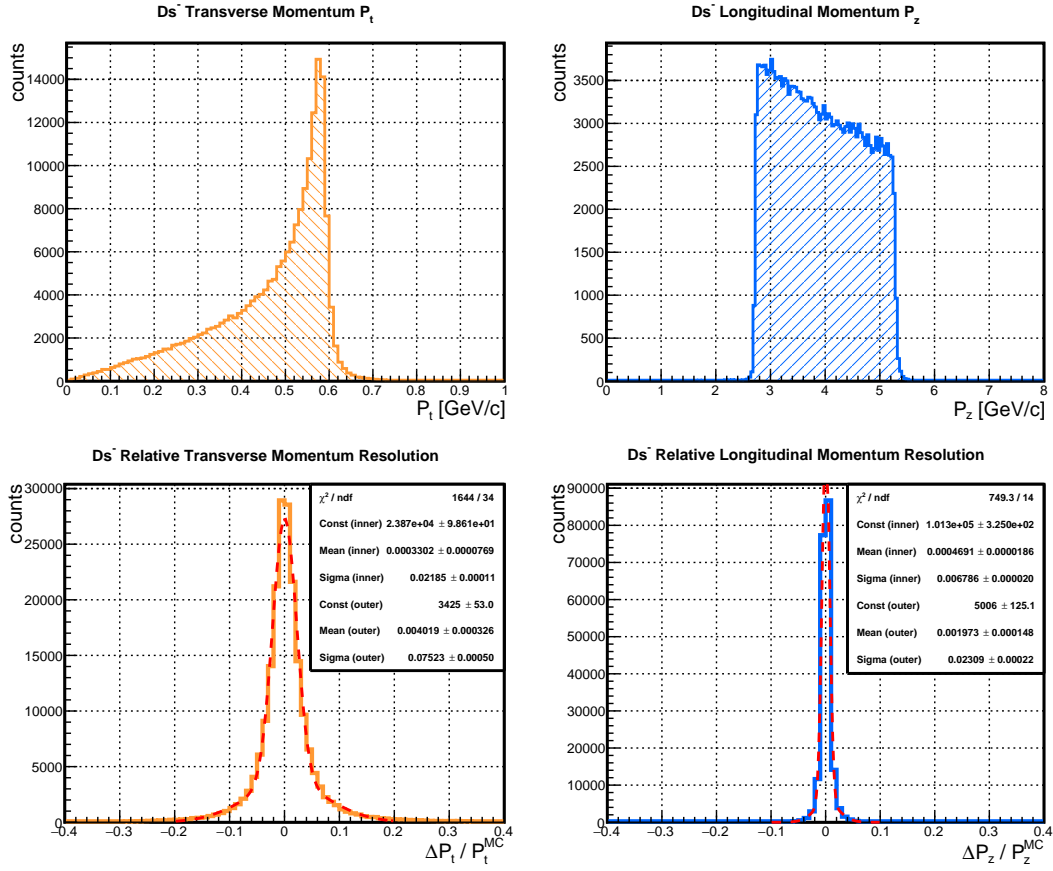 Ds⁻ Transverse Momentum Pₜ
counts
14000
12000
10000
8000
6000
4000
2000
0
0 0.1 0.2 0.3 0.4 0.5 0.6 0.7 0.8 0.9 1
Pₜ [GeV/c]
Ds⁻ Longitudinal Momentum P_z
counts
3500
3000
2500
2000
1500
1000
500
0
0 1 2 3 4 5 6 7 8
P_z [GeV/c]
Ds⁻ Relative Transverse Momentum Resolution
counts
30000
25000
20000
15000
10000
5000
0
−0.4 −0.3 −0.2 −0.1 0 0.1 0.2 0.3 0.4
ΔPₜ / Pₜ^MC
χ² / ndf 1644 / 34
Const (inner) 2.387e+04 ± 9.861e+01
Mean (inner) 0.0003302 ± 0.0000769
Sigma (inner) 0.02185 ± 0.00011
Const (outer) 3425 ± 53.0
Mean (outer) 0.004019 ± 0.000326
Sigma (outer) 0.07523 ± 0.00050
Ds⁻ Relative Longitudinal Momentum Resolution
counts
90000
80000
70000
60000
50000
40000
30000
20000
10000
0
−0.4 −0.3 −0.2 −0.1 0 0.1 0.2 0.3 0.4
ΔP_z / P_z^MC
χ² / ndf 749.3 / 14
Const (inner) 1.013e+05 ± 3.250e+02
Mean (inner) 0.0004691 ± 0.0000186
Sigma (inner) 0.006786 ± 0.000020
Const (outer) 5006 ± 125.1
Mean (outer) 0.001973 ± 0.000148
Sigma (outer) 0.02309 ± 0.00022